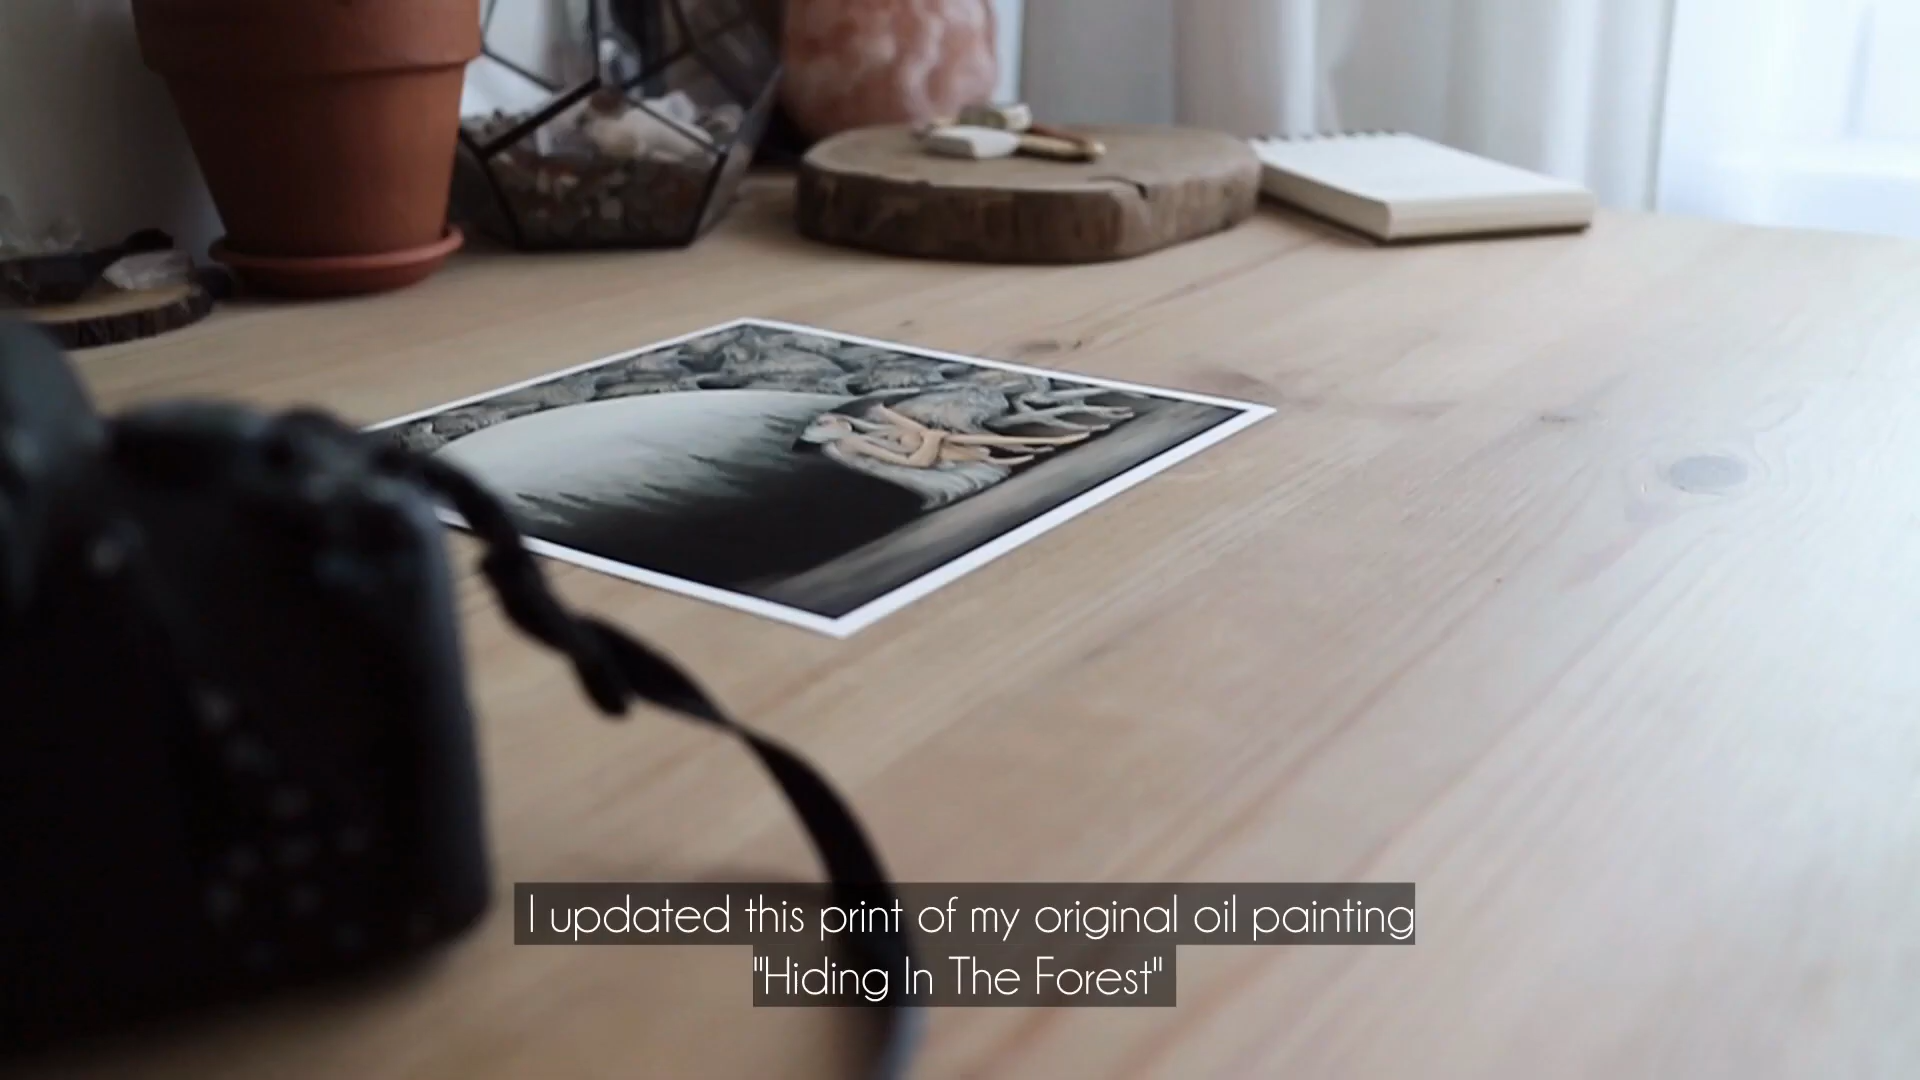 I updated this print of my original oil painting
"Hiding In The Forest"